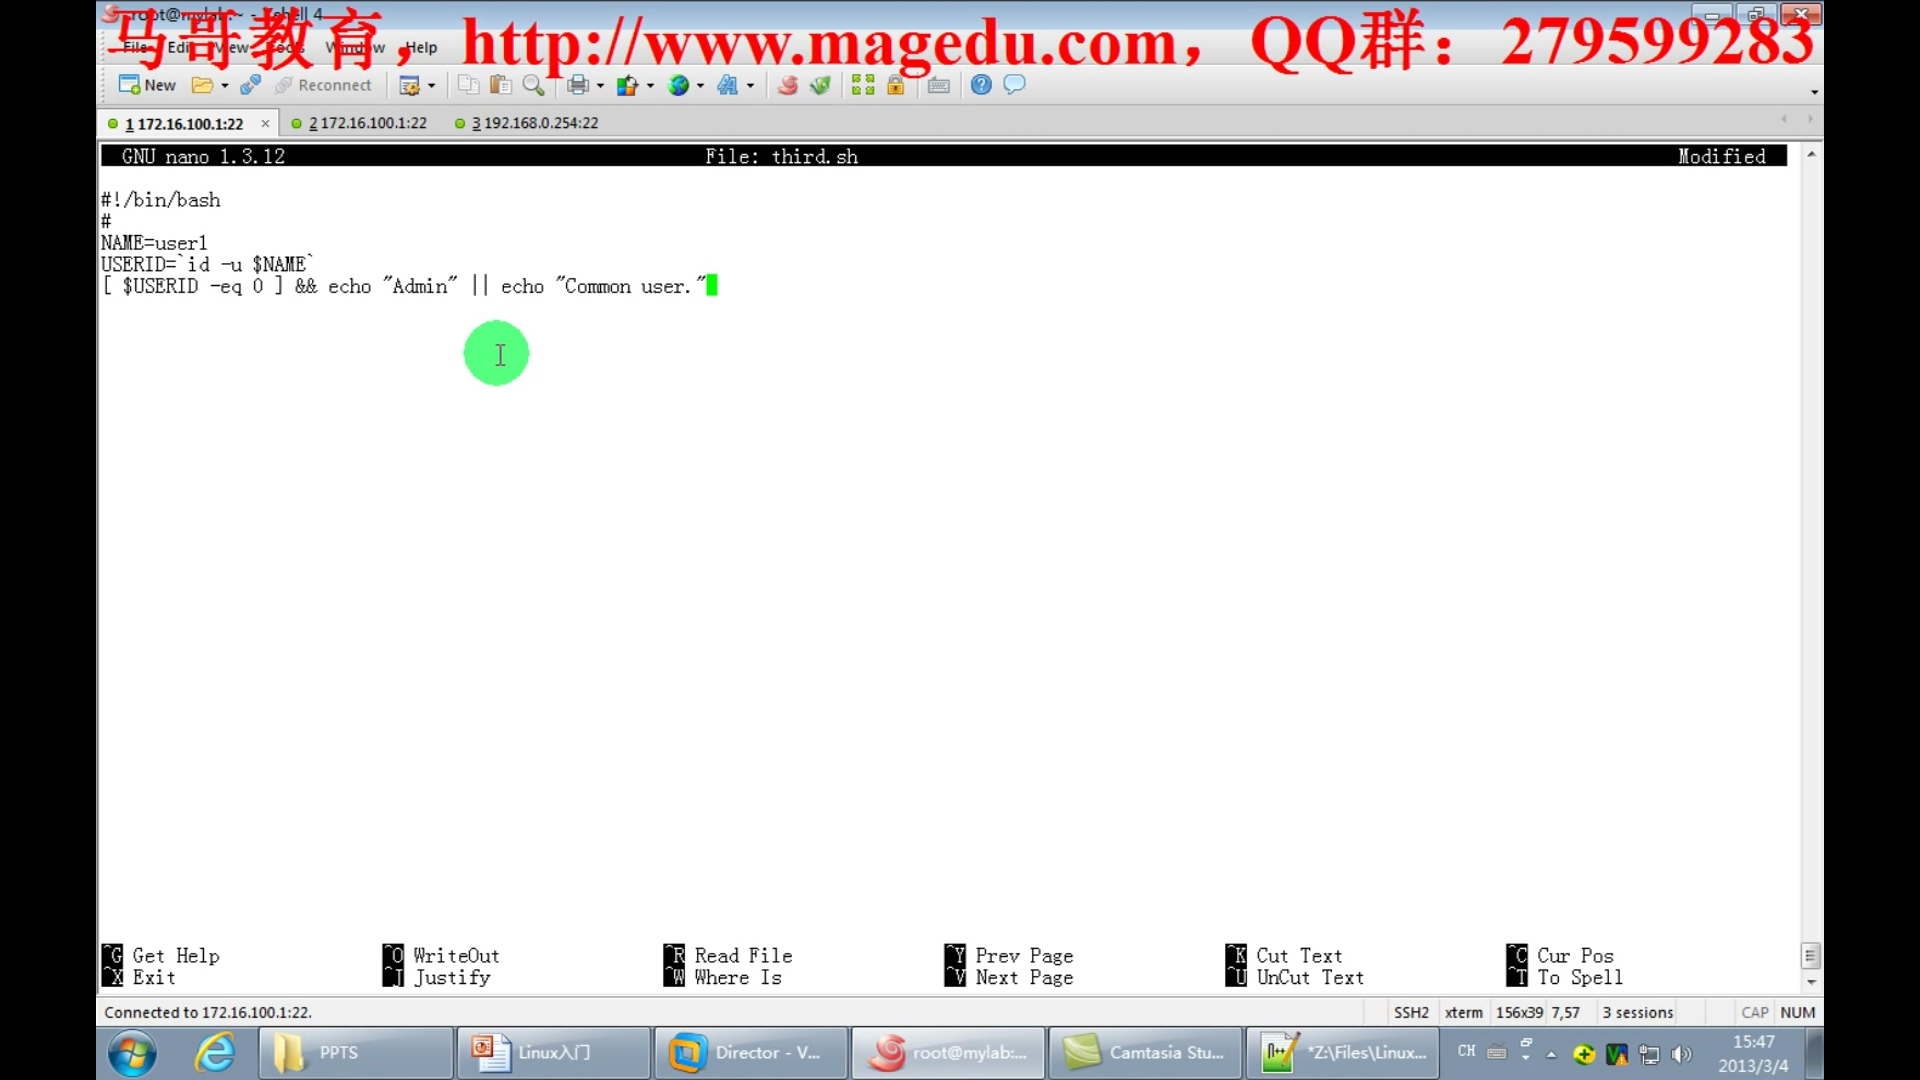 root@mylab:~ - Xshell 4
马哥教育，http://www.magedu.com，QQ群：279599283
File Edit View Tools Window Help
New Reconnect
1 172.16.100.1:22 × 2 172.16.100.1:22 3 192.168.0.254:22
GNU nano 1.3.12 File: third.sh Modified
#!/bin/bash
#
NAME=user1
USERID=`id -u $NAME`
[ $USERID -eq 0 ] && echo "Admin" || echo "Common user."
^G Get Help ^O WriteOut ^R Read File ^Y Prev Page ^K Cut Text ^C Cur Pos
^X Exit ^J Justify ^W Where Is ^V Next Page ^U UnCut Text ^T To Spell
Connected to 172.16.100.1:22. SSH2 xterm 156x39 7,57 3 sessions CAP NUM
PPTS Linux入门 Director - V... root@mylab:... Camtasia Stu... *Z:\Files\Linux... CH 15:47
2013/3/4